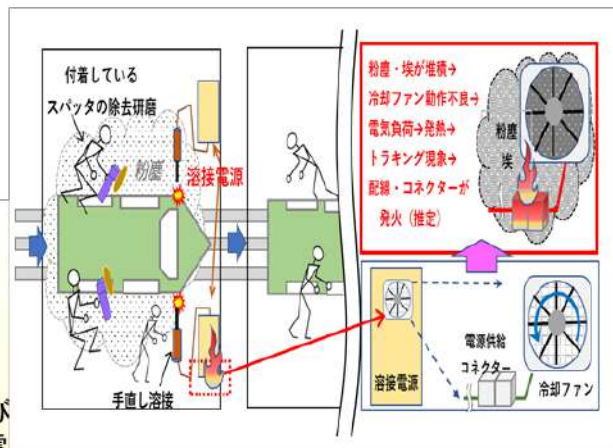 付着している
スパッタの除去研磨
粉塵
溶接電源
手直し溶接
粉塵・埃が堆積→
冷却ファン動作不良→
電気負荷→発熱→
トラキング現象→
配線・コネクターが
発火（推定）
粉塵
埃
溶接電源
電源供給
コネクター
冷却ファン
び